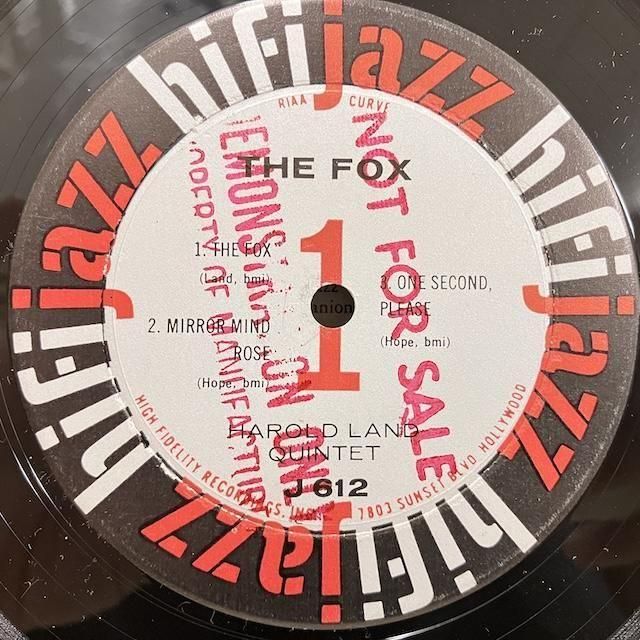 hifijazz
hifijazz
hifijazz
hifijazz
RIAA CURVE
THE FOX
NOT FOR SALE
1
1. THE FOX
(Land, bmi)
2. MIRROR MIND
ROSE
(Hope, bmi)
3. ONE SECOND,
PLEASE
(Hope, bmi)
HAROLD LAND
QUINTET
J 612
HIGH FIDELITY RECORDINGS, INC. 7803 SUNSET BLVD HOLLYWOOD